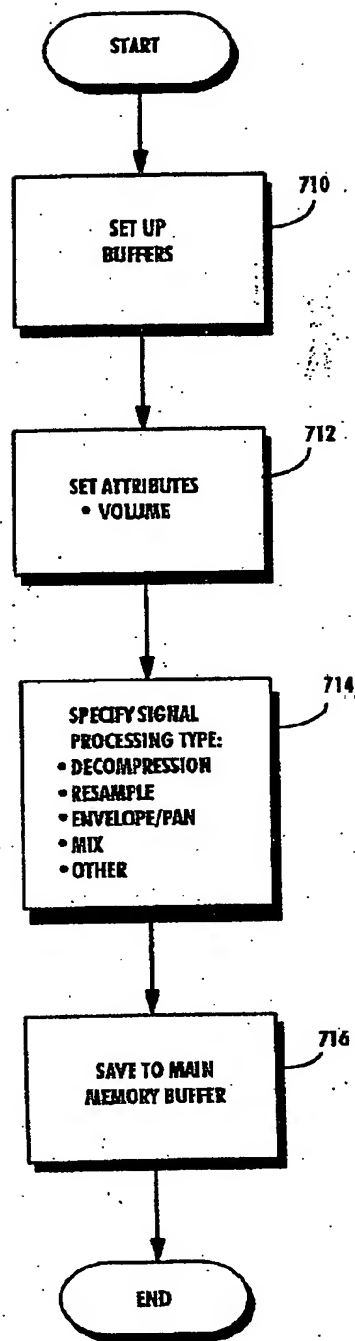 START
710
SET UP
BUFFERS
712
SET ATTRIBUTES
• VOLUME
714
SPECIFY SIGNAL
PROCESSING TYPE:
• DECOMPRESSION
• RESAMPLE
• ENVELOPE/PAN
• MIX
• OTHER
716
SAVE TO MAIN
MEMORY BUFFER
END